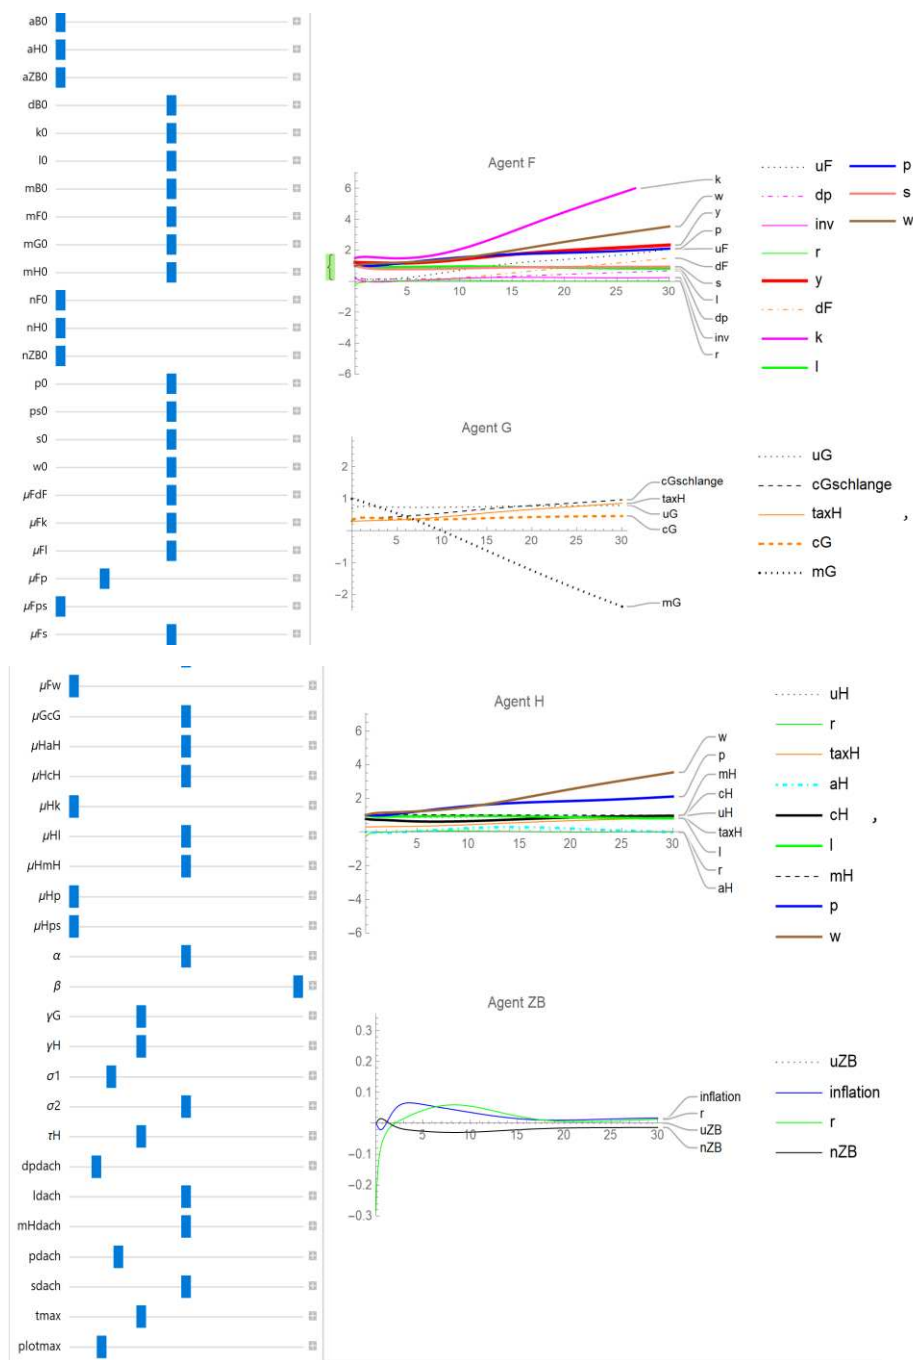 aB0
aH0
aZB0
dB0
k0
l0
mB0
mF0
mG0
mH0
nF0
nH0
nZB0
p0
ps0
s0
w0
μFdF
μFk
μFl
μFp
μFps
μFs
Agent F
6
4
2
0
−2
−4
−6
5
10
15
20
25
30
k
w
y
p
uF
dF
s
l
dp
inv
r
uF
dp
inv
r
y
dF
k
l
p
s
w
Agent G
2
1
0
−1
−2
5
10
15
20
25
30
cGschlange
taxH
uG
cG
mG
uG
cGschlange
taxH
cG
mG
,
μFw
μGcG
μHaH
μHcH
μHk
μHl
μHmH
μHp
μHps
α
β
γG
γH
σ1
σ2
τH
dpdach
ldach
mHdach
pdach
sdach
tmax
plotmax
Agent H
6
4
2
0
−2
−4
−6
5
10
15
20
25
30
w
p
mH
cH
uH
taxH
l
r
aH
uH
r
taxH
aH
cH
l
mH
p
w
,
Agent ZB
0.3
0.2
0.1
0.0
−0.1
−0.2
−0.3
5
10
15
20
25
30
inflation
r
uZB
nZB
uZB
inflation
r
nZB